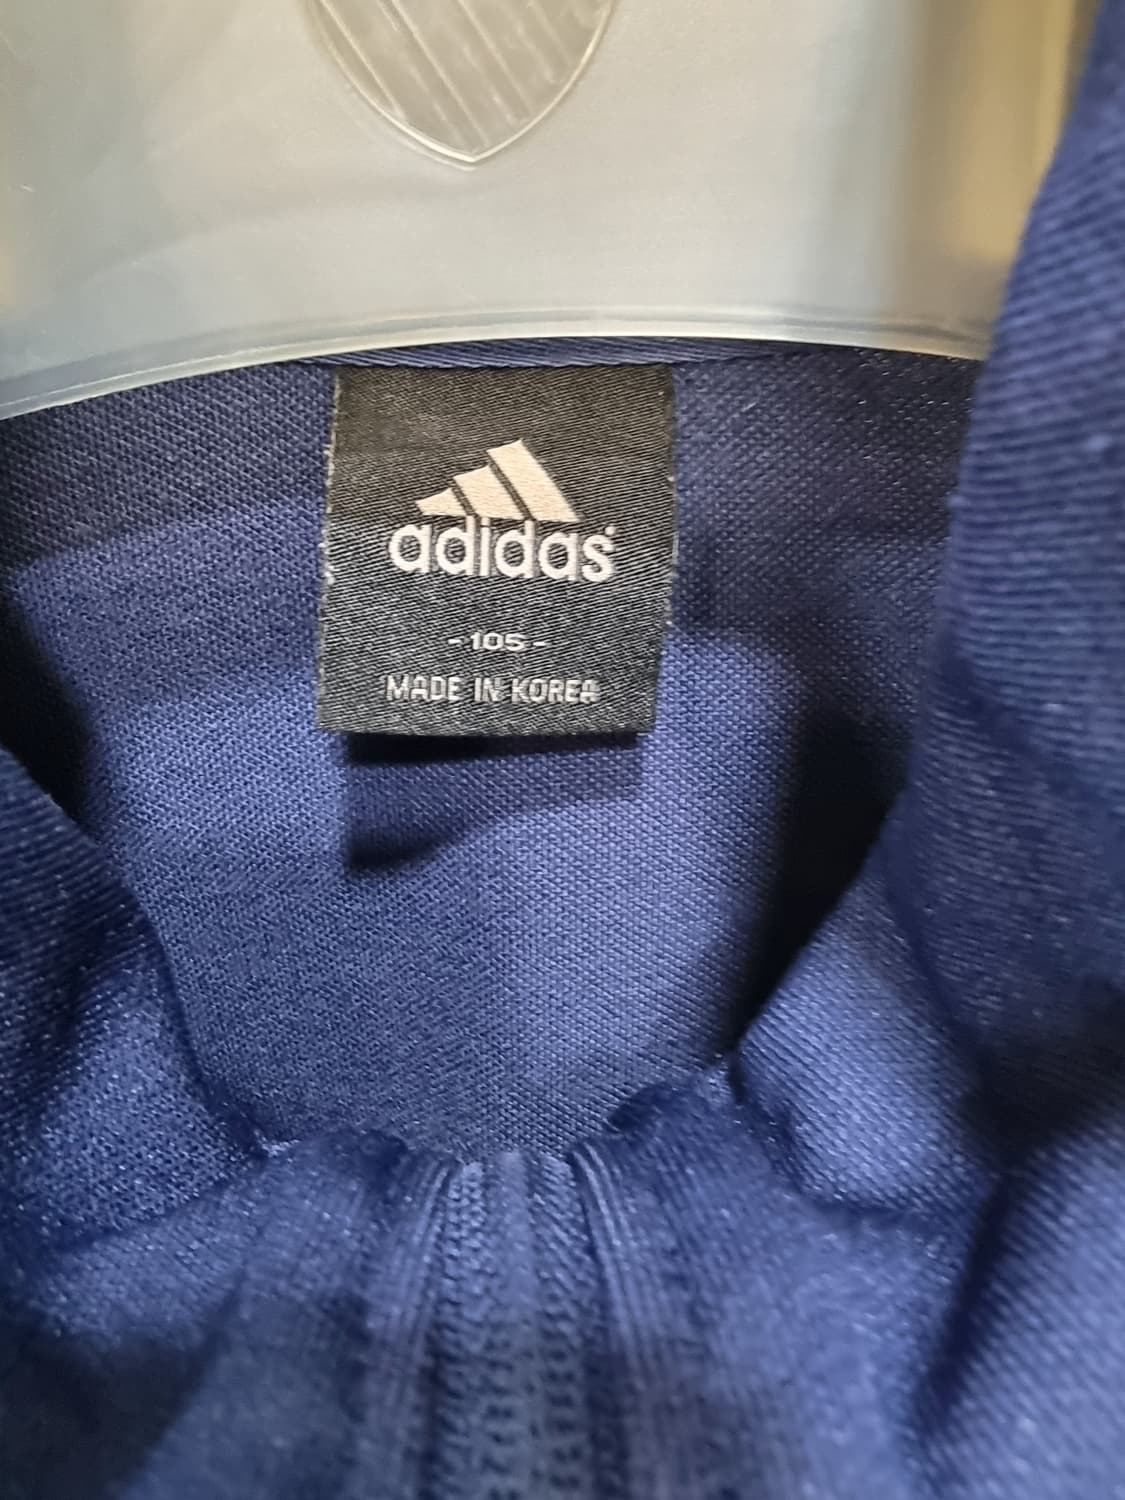 adidas
- 105 -
MADE IN KOREA